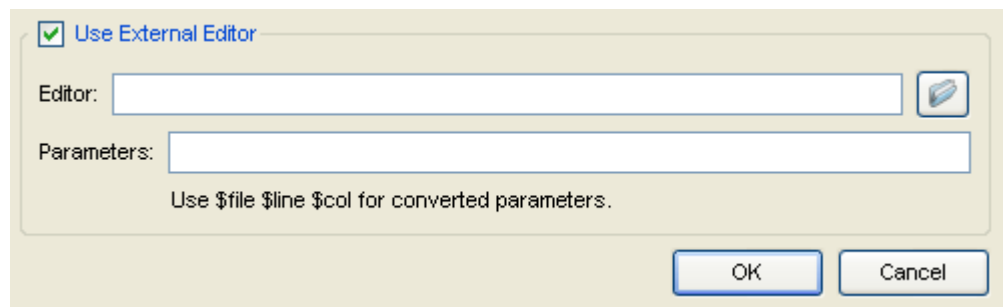 Use External Editor
Editor:
Parameters:
Use $file $line $col for converted parameters.
OK Cancel